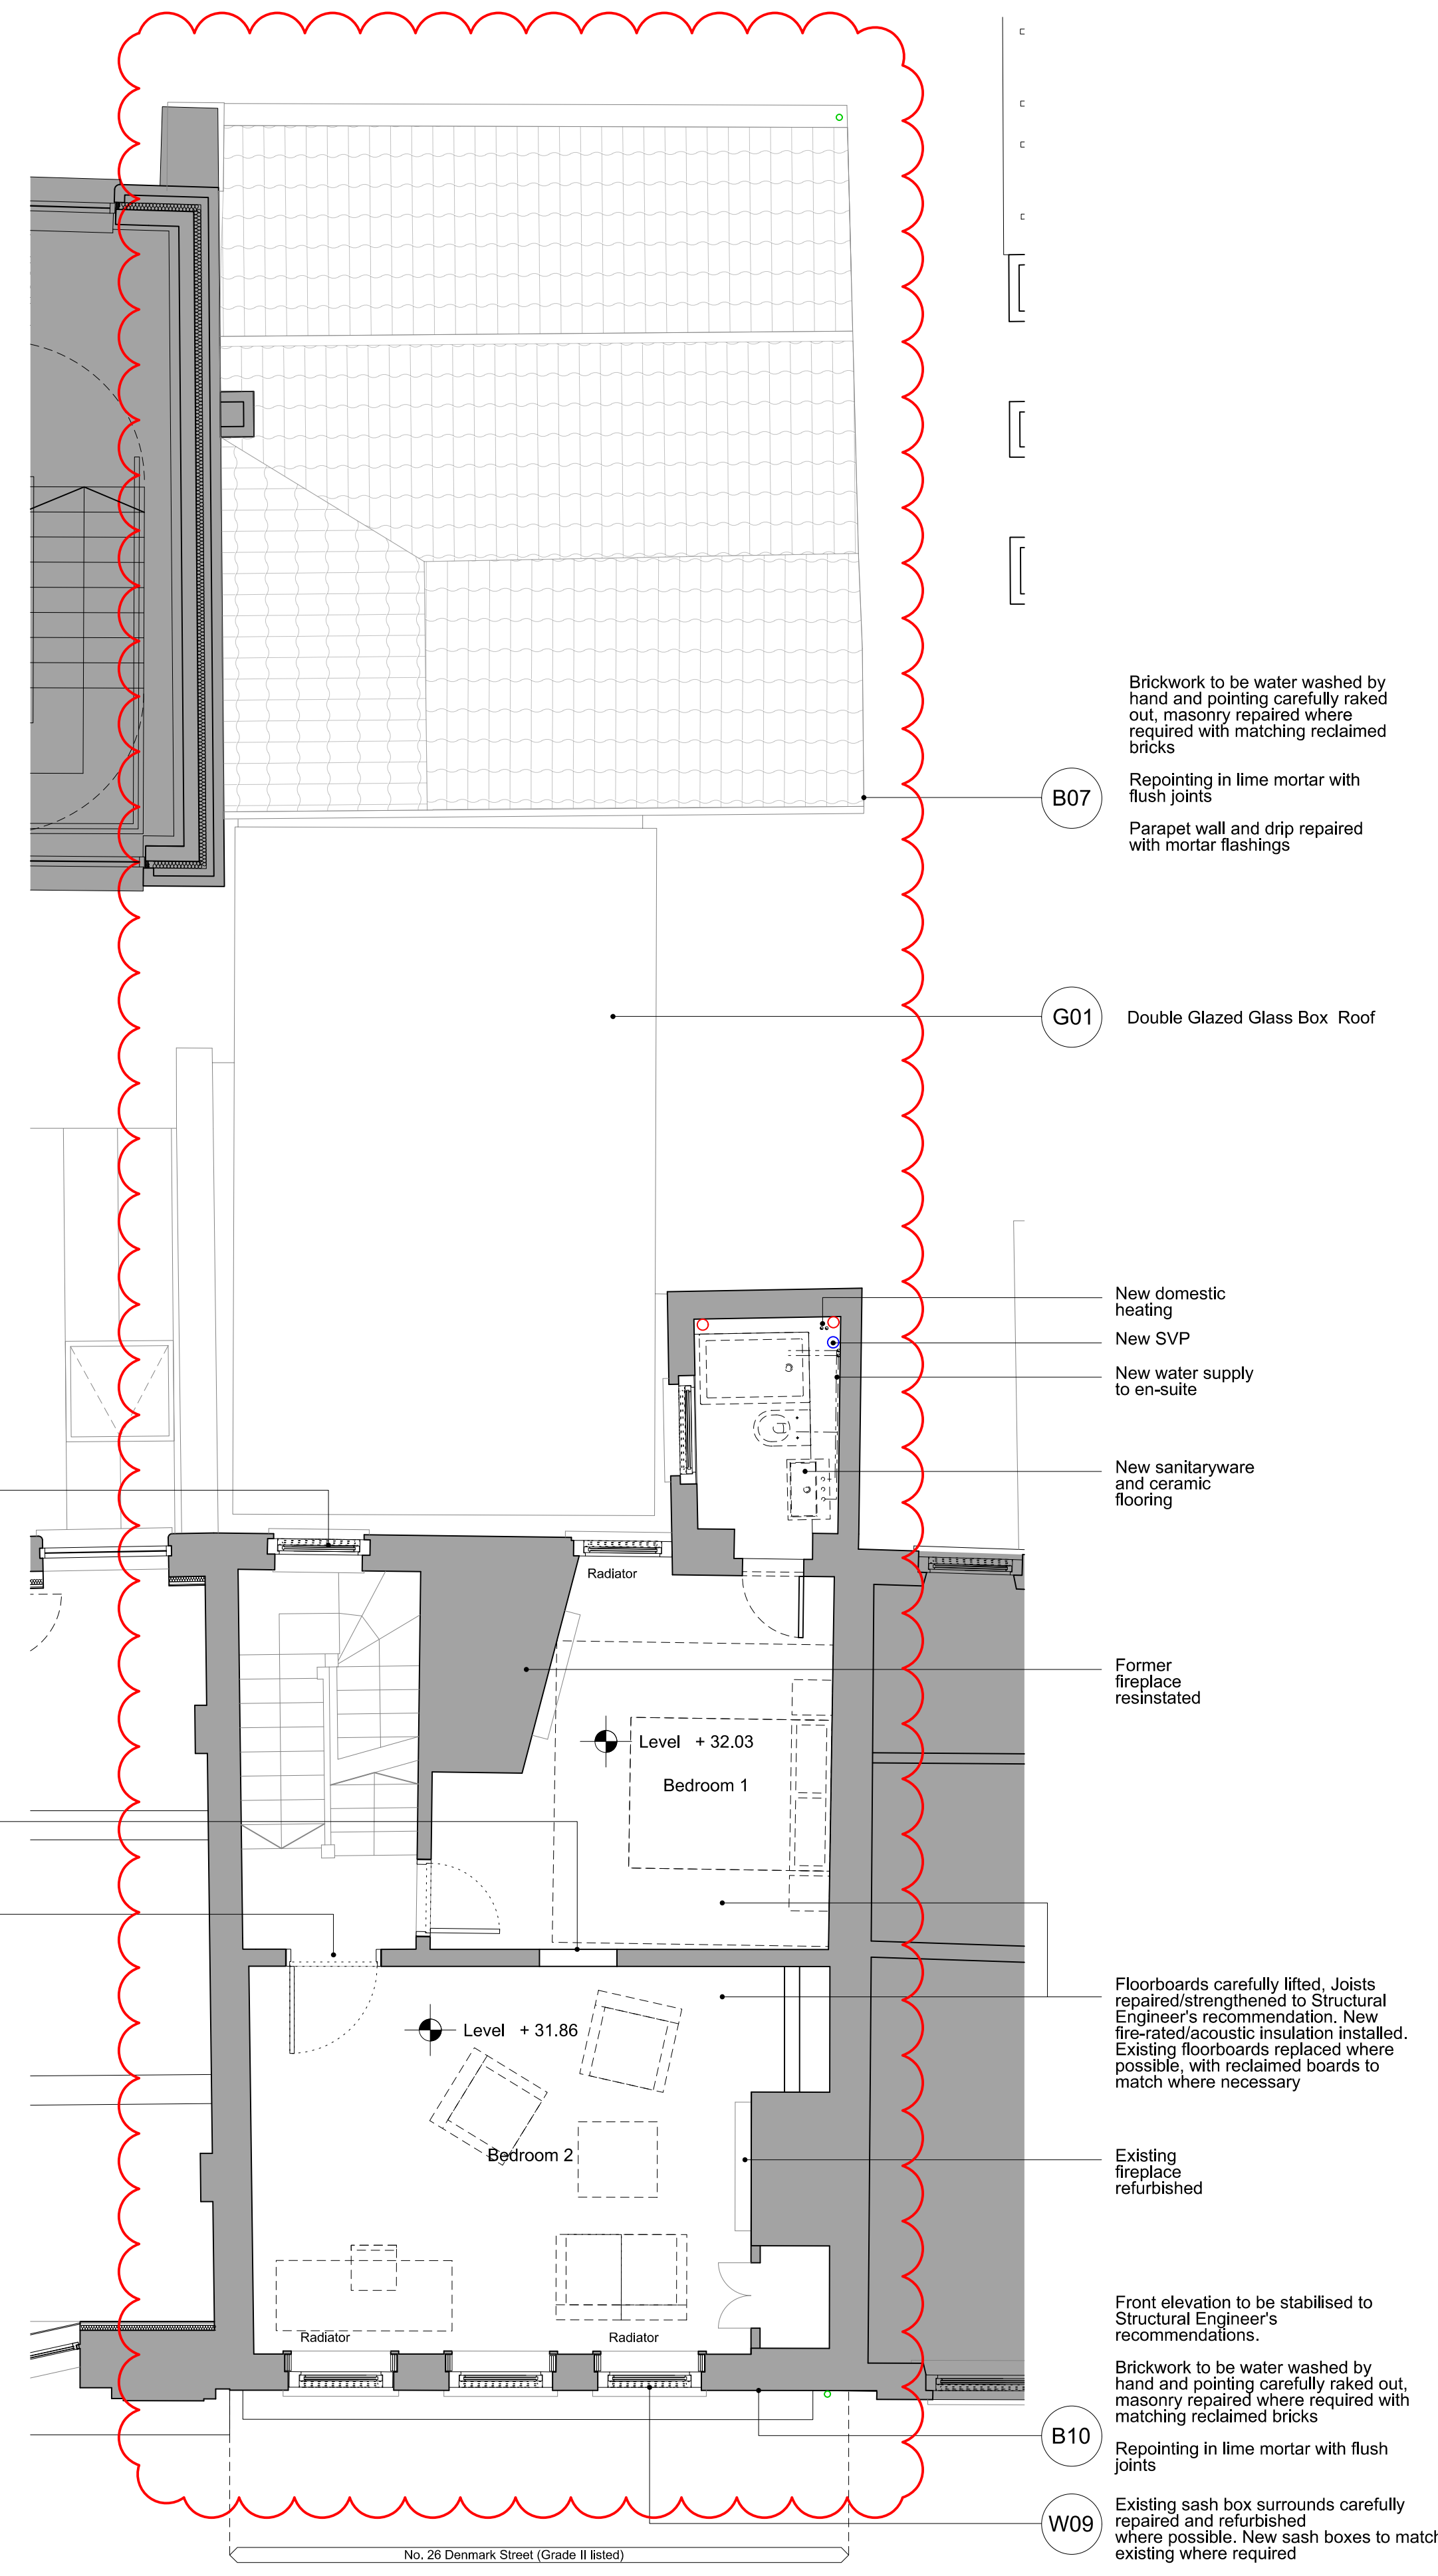 Brickwork to be water washed by
hand and pointing carefully raked
out, masonry repaired where
required with matching reclaimed
bricks
Repointing in lime mortar with
flush joints
Parapet wall and drip repaired
with mortar flashings
B07
G01
Double Glazed Glass Box Roof
New domestic
heating
New SVP
New water supply
to en-suite
New sanitaryware
and ceramic
flooring
Radiator
Former
fireplace
resinstated
Level + 32.03
Bedroom 1
Floorboards carefully lifted, Joists
repaired/strengthened to Structural
Engineer's recommendation. New
fire-rated/acoustic insulation installed.
Existing floorboards replaced where
possible, with reclaimed boards to
match where necessary
Level + 31.86
Bedroom 2
Existing
fireplace
refurbished
Radiator
Radiator
Front elevation to be stabilised to
Structural Engineer's
recommendations.
Brickwork to be water washed by
hand and pointing carefully raked out,
masonry repaired where required with
matching reclaimed bricks
Repointing in lime mortar with flush
joints
B10
W09
Existing sash box surrounds carefully
repaired and refurbished
where possible. New sash boxes to match
existing where required
No. 26 Denmark Street (Grade II listed)